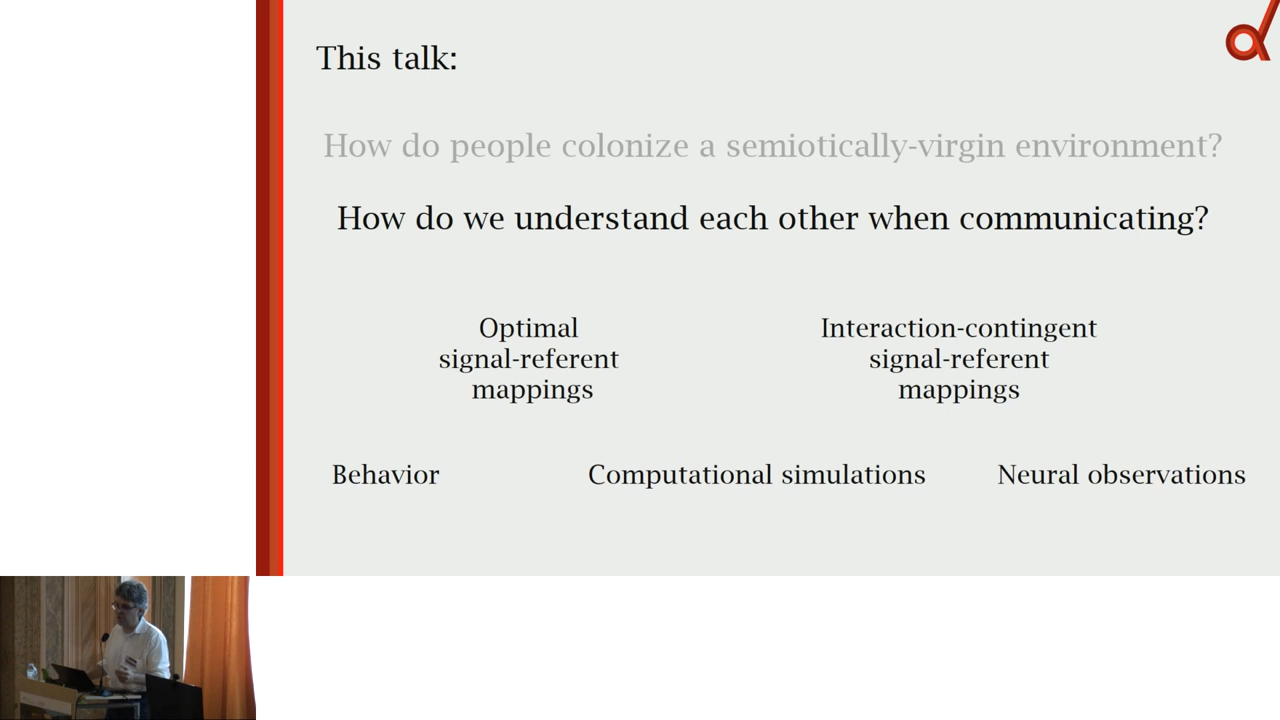 This talk:
How do people colonize a semiotically-virgin environment?
How do we understand each other when communicating?
Optimal
signal-referent
mappings
Interaction-contingent
signal-referent
mappings
Behavior
Computational simulations
Neural observations